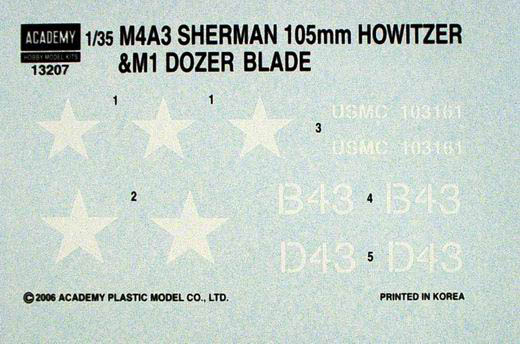 ACADEMY
HOBBY MODEL KITS
13207
1/35 M4A3 SHERMAN 105mm HOWITZER
&M1 DOZER BLADE
1 1
USMC 103161
3
USMC 103161
2
B43 4 B43
D43 5 D43
©2006 ACADEMY PLASTIC MODEL CO., LTD.
PRINTED IN KOREA